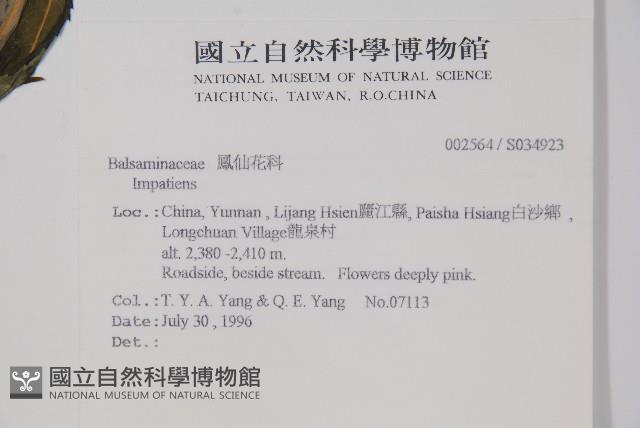 國立自然科學博物館
NATIONAL MUSEUM OF NATURAL SCIENCE
TAICHUNG, TAIWAN, R.O.CHINA
002564 / S034923
Balsaminaceae 鳳仙花科
Impatiens
Loc.: China, Yunnan , Lijang Hsien麗江縣, Paisha Hsiang白沙鄉 ,
Longchuan Village龍泉村
alt. 2,380 -2,410 m.
Roadside, beside stream. Flowers deeply pink.
Col.: T. Y. A. Yang & Q. E. Yang No.07113
Date: July 30 , 1996
Det.:
國立自然科學博物館
NATIONAL MUSEUM OF NATURAL SCIENCE